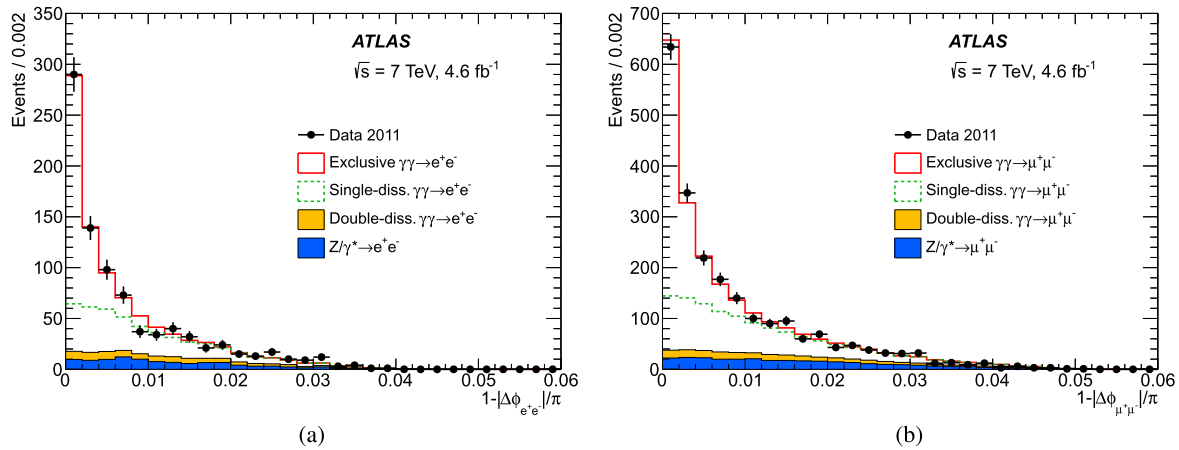 Events / 0.002
350
300
250
200
150
100
50
0
ATLAS
√s = 7 TeV, 4.6 fb⁻¹
Data 2011
Exclusive γγ→e⁺e⁻
Single-diss. γγ→e⁺e⁻
Double-diss. γγ→e⁺e⁻
Z/γ*→e⁺e⁻
0 0.01 0.02 0.03 0.04 0.05 0.06
1-|Δϕ_e⁺e⁻|/π
(a)
Events / 0.002
700
600
500
400
300
200
100
0
ATLAS
√s = 7 TeV, 4.6 fb⁻¹
Data 2011
Exclusive γγ→μ⁺μ⁻
Single-diss. γγ→μ⁺μ⁻
Double-diss. γγ→μ⁺μ⁻
Z/γ*→μ⁺μ⁻
0 0.01 0.02 0.03 0.04 0.05 0.06
1-|Δϕ_μ⁺μ⁻|/π
(b)